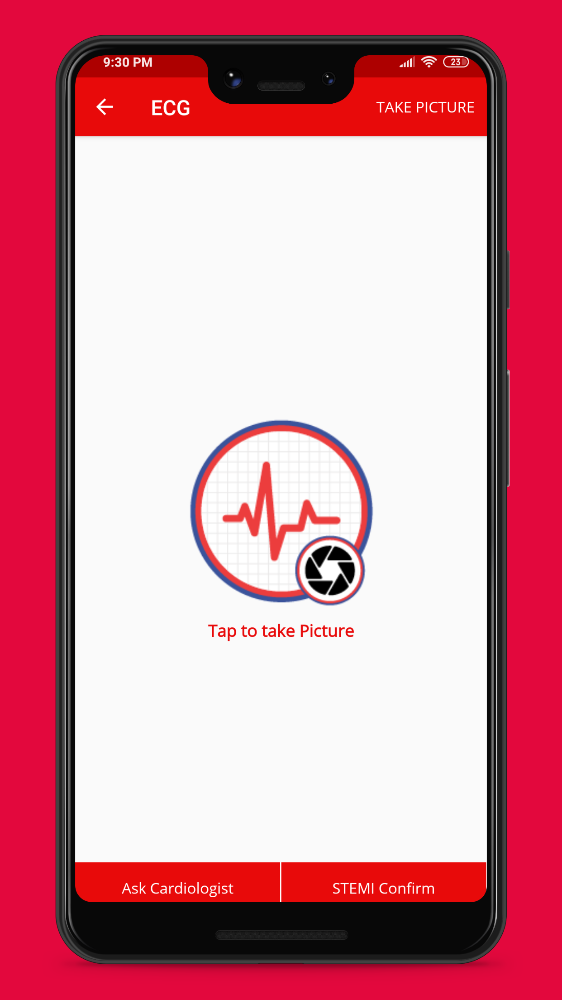 9:30 PM
23
ECG
TAKE PICTURE
Tap to take Picture
Ask Cardiologist
STEMI Confirm